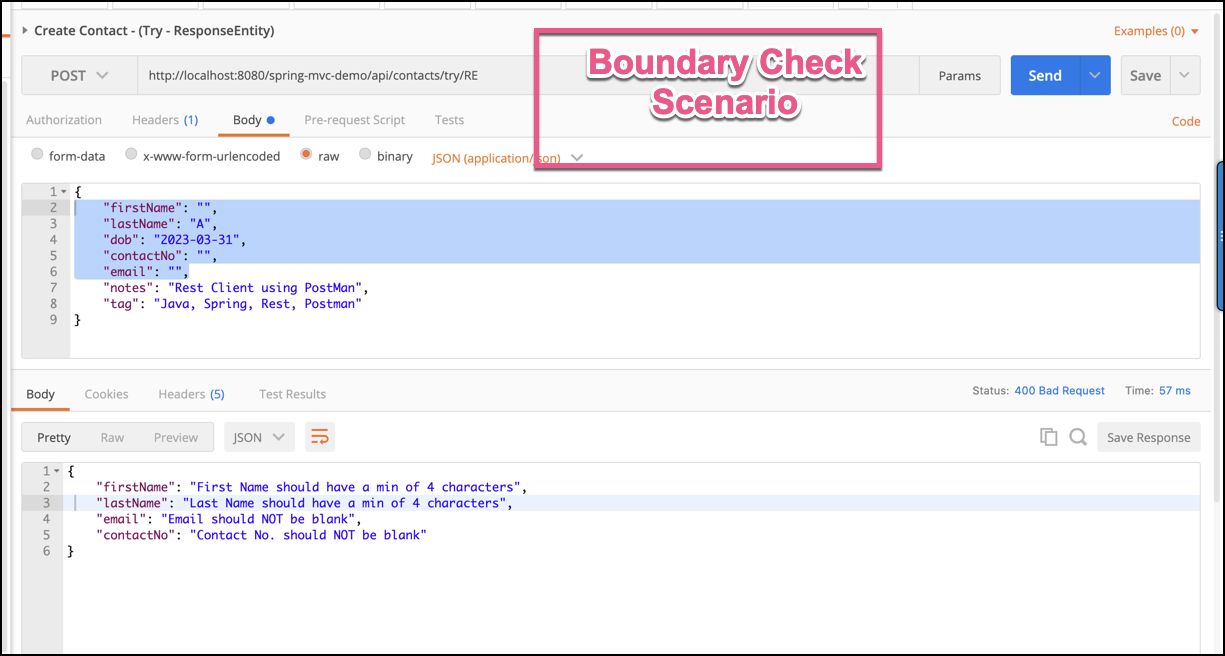 Create Contact - (Try - ResponseEntity)
Examples (0)
Boundary Check
Scenario
POST
http://localhost:8080/spring-mvc-demo/api/contacts/try/RE
Params
Send
Save
Authorization
Headers (1)
Body
Pre-request Script
Tests
Code
form-data
x-www-form-urlencoded
raw
binary
JSON (application/json)
1 {
2 "firstName": "",
3 "lastName": "A",
4 "dob": "2023-03-31",
5 "contactNo": "",
6 "email": "",
7 "notes": "Rest Client using PostMan",
8 "tag": "Java, Spring, Rest, Postman"
9 }
Body
Cookies
Headers (5)
Test Results
Status: 400 Bad Request
Time: 57 ms
Pretty
Raw
Preview
JSON
Save Response
1 {
2 "firstName": "First Name should have a min of 4 characters",
3 "lastName": "Last Name should have a min of 4 characters",
4 "email": "Email should NOT be blank",
5 "contactNo": "Contact No. should NOT be blank"
6 }